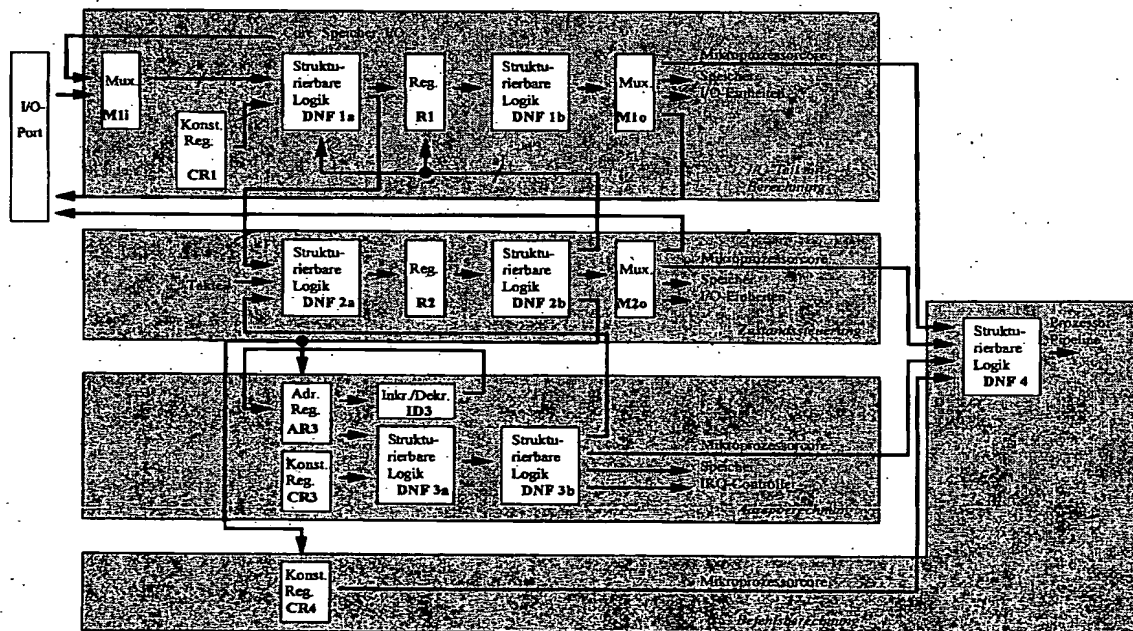 I/O-
Port
Mux.
M1i
Konst.
Reg.
CR1
Speicher, I/O
Struktu-
rierbare
Logik
DNF 1a
Reg.
R1
Struktu-
rierbare
Logik
DNF 1b
Mux.
M1o
Mikroprozessorcore
Speicher
I/O-Einheiten
I/O-Teil mit
Berechnung
Takte
Struktu-
rierbare
Logik
DNF 2a
Reg.
R2
Struktu-
rierbare
Logik
DNF 2b
Mux.
M2o
Mikroprozessorcore
Speicher
I/O-Einheiten
Zustandssteuerung
Adr.
Reg.
AR3
Inkr./Dekr.
ID3
Konst.
Reg.
CR3
Struktu-
rierbare
Logik
DNF 3a
Struktu-
rierbare
Logik
DNF 3b
Mikroprozessorcore
Speicher
IRQ-Controller
Konst.
Reg.
CR4
Mikroprozessorcore
Befehlsberechnung
Struktu-
rierbare
Logik
DNF 4
Prozessor
Pipeline